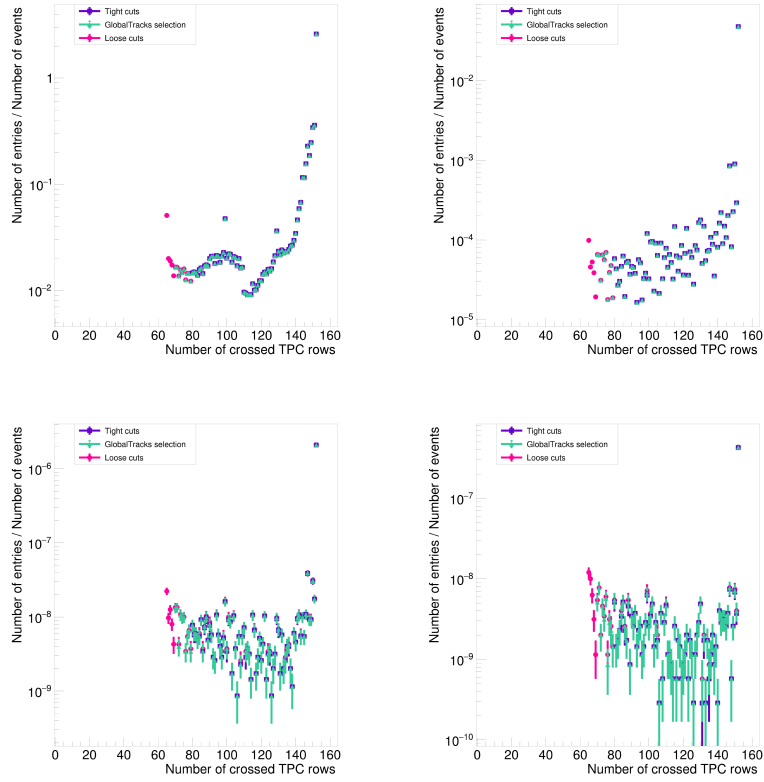 Tight cuts
GlobalTracks selection
Loose cuts
Number of entries / Number of events
1
10⁻¹
10⁻²
0 20 40 60 80 100 120 140 160
Number of crossed TPC rows
Tight cuts
GlobalTracks selection
Loose cuts
Number of entries / Number of events
10⁻²
10⁻³
10⁻⁴
10⁻⁵
0 20 40 60 80 100 120 140 160
Number of crossed TPC rows
Tight cuts
GlobalTracks selection
Loose cuts
Number of entries / Number of events
10⁻⁶
10⁻⁷
10⁻⁸
10⁻⁹
0 20 40 60 80 100 120 140 160
Number of crossed TPC rows
Tight cuts
GlobalTracks selection
Loose cuts
Number of entries / Number of events
10⁻⁷
10⁻⁸
10⁻⁹
10⁻¹⁰
0 20 40 60 80 100 120 140 160
Number of crossed TPC rows